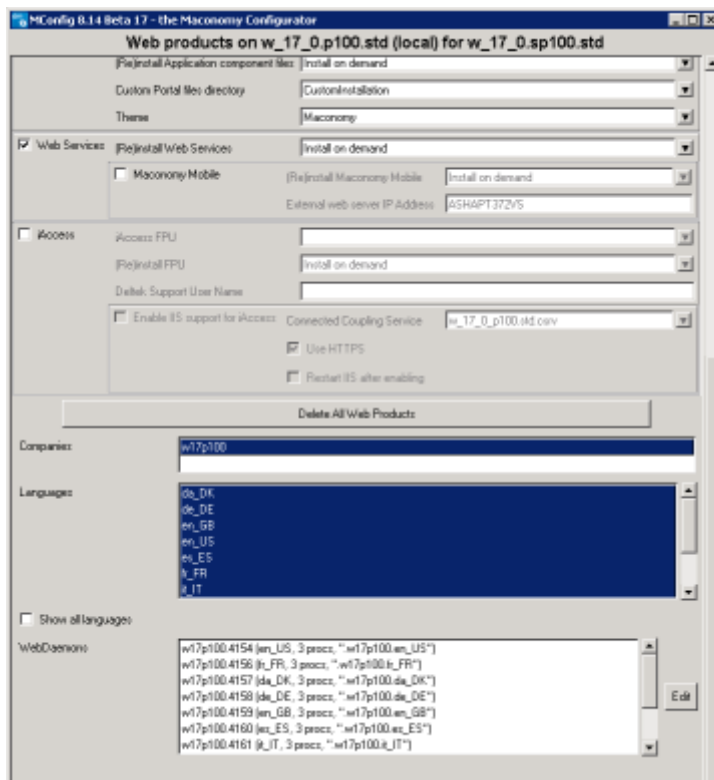 MConfig 8.14 Beta 17 - the Maconomy Configurator
Web products on w_17_0.p100.std (local) for w_17_0.sp100.std
(Re)install Application component files Install on demand
Custom Portal files directory CustomInstallation
Theme Maconomy
Web Services (Re)install Web Services Install on demand
Maconomy Mobile (Re)install Maconomy Mobile Install on demand
External web server IP Address ASHAPT372VS
iAccess iAccess FPU
(Re)install FPU Install on demand
Deltek Support User Name
Enable IIS support for iAccess Connected Coupling Service w_17_0_p100.std.csrv
Use HTTPS
Restart IIS after enabling
Delete All Web Products
Companies w17p100
Languages da_DK
de_DE
en_GB
en_US
es_ES
fr_FR
it_IT
Show all languages
WebDaemons w17p100.4154 (en_US, 3 procs, ":w17p100.en_US")
w17p100.4156 (fr_FR, 3 procs, ":w17p100.fr_FR")
w17p100.4157 (da_DK, 3 procs, ":w17p100.da_DK")
w17p100.4158 (de_DE, 3 procs, ":w17p100.de_DE")
w17p100.4159 (en_GB, 3 procs, ":w17p100.en_GB")
w17p100.4160 (es_ES, 3 procs, ":w17p100.es_ES")
w17p100.4161 (it_IT, 3 procs, ":w17p100.it_IT")
Edit